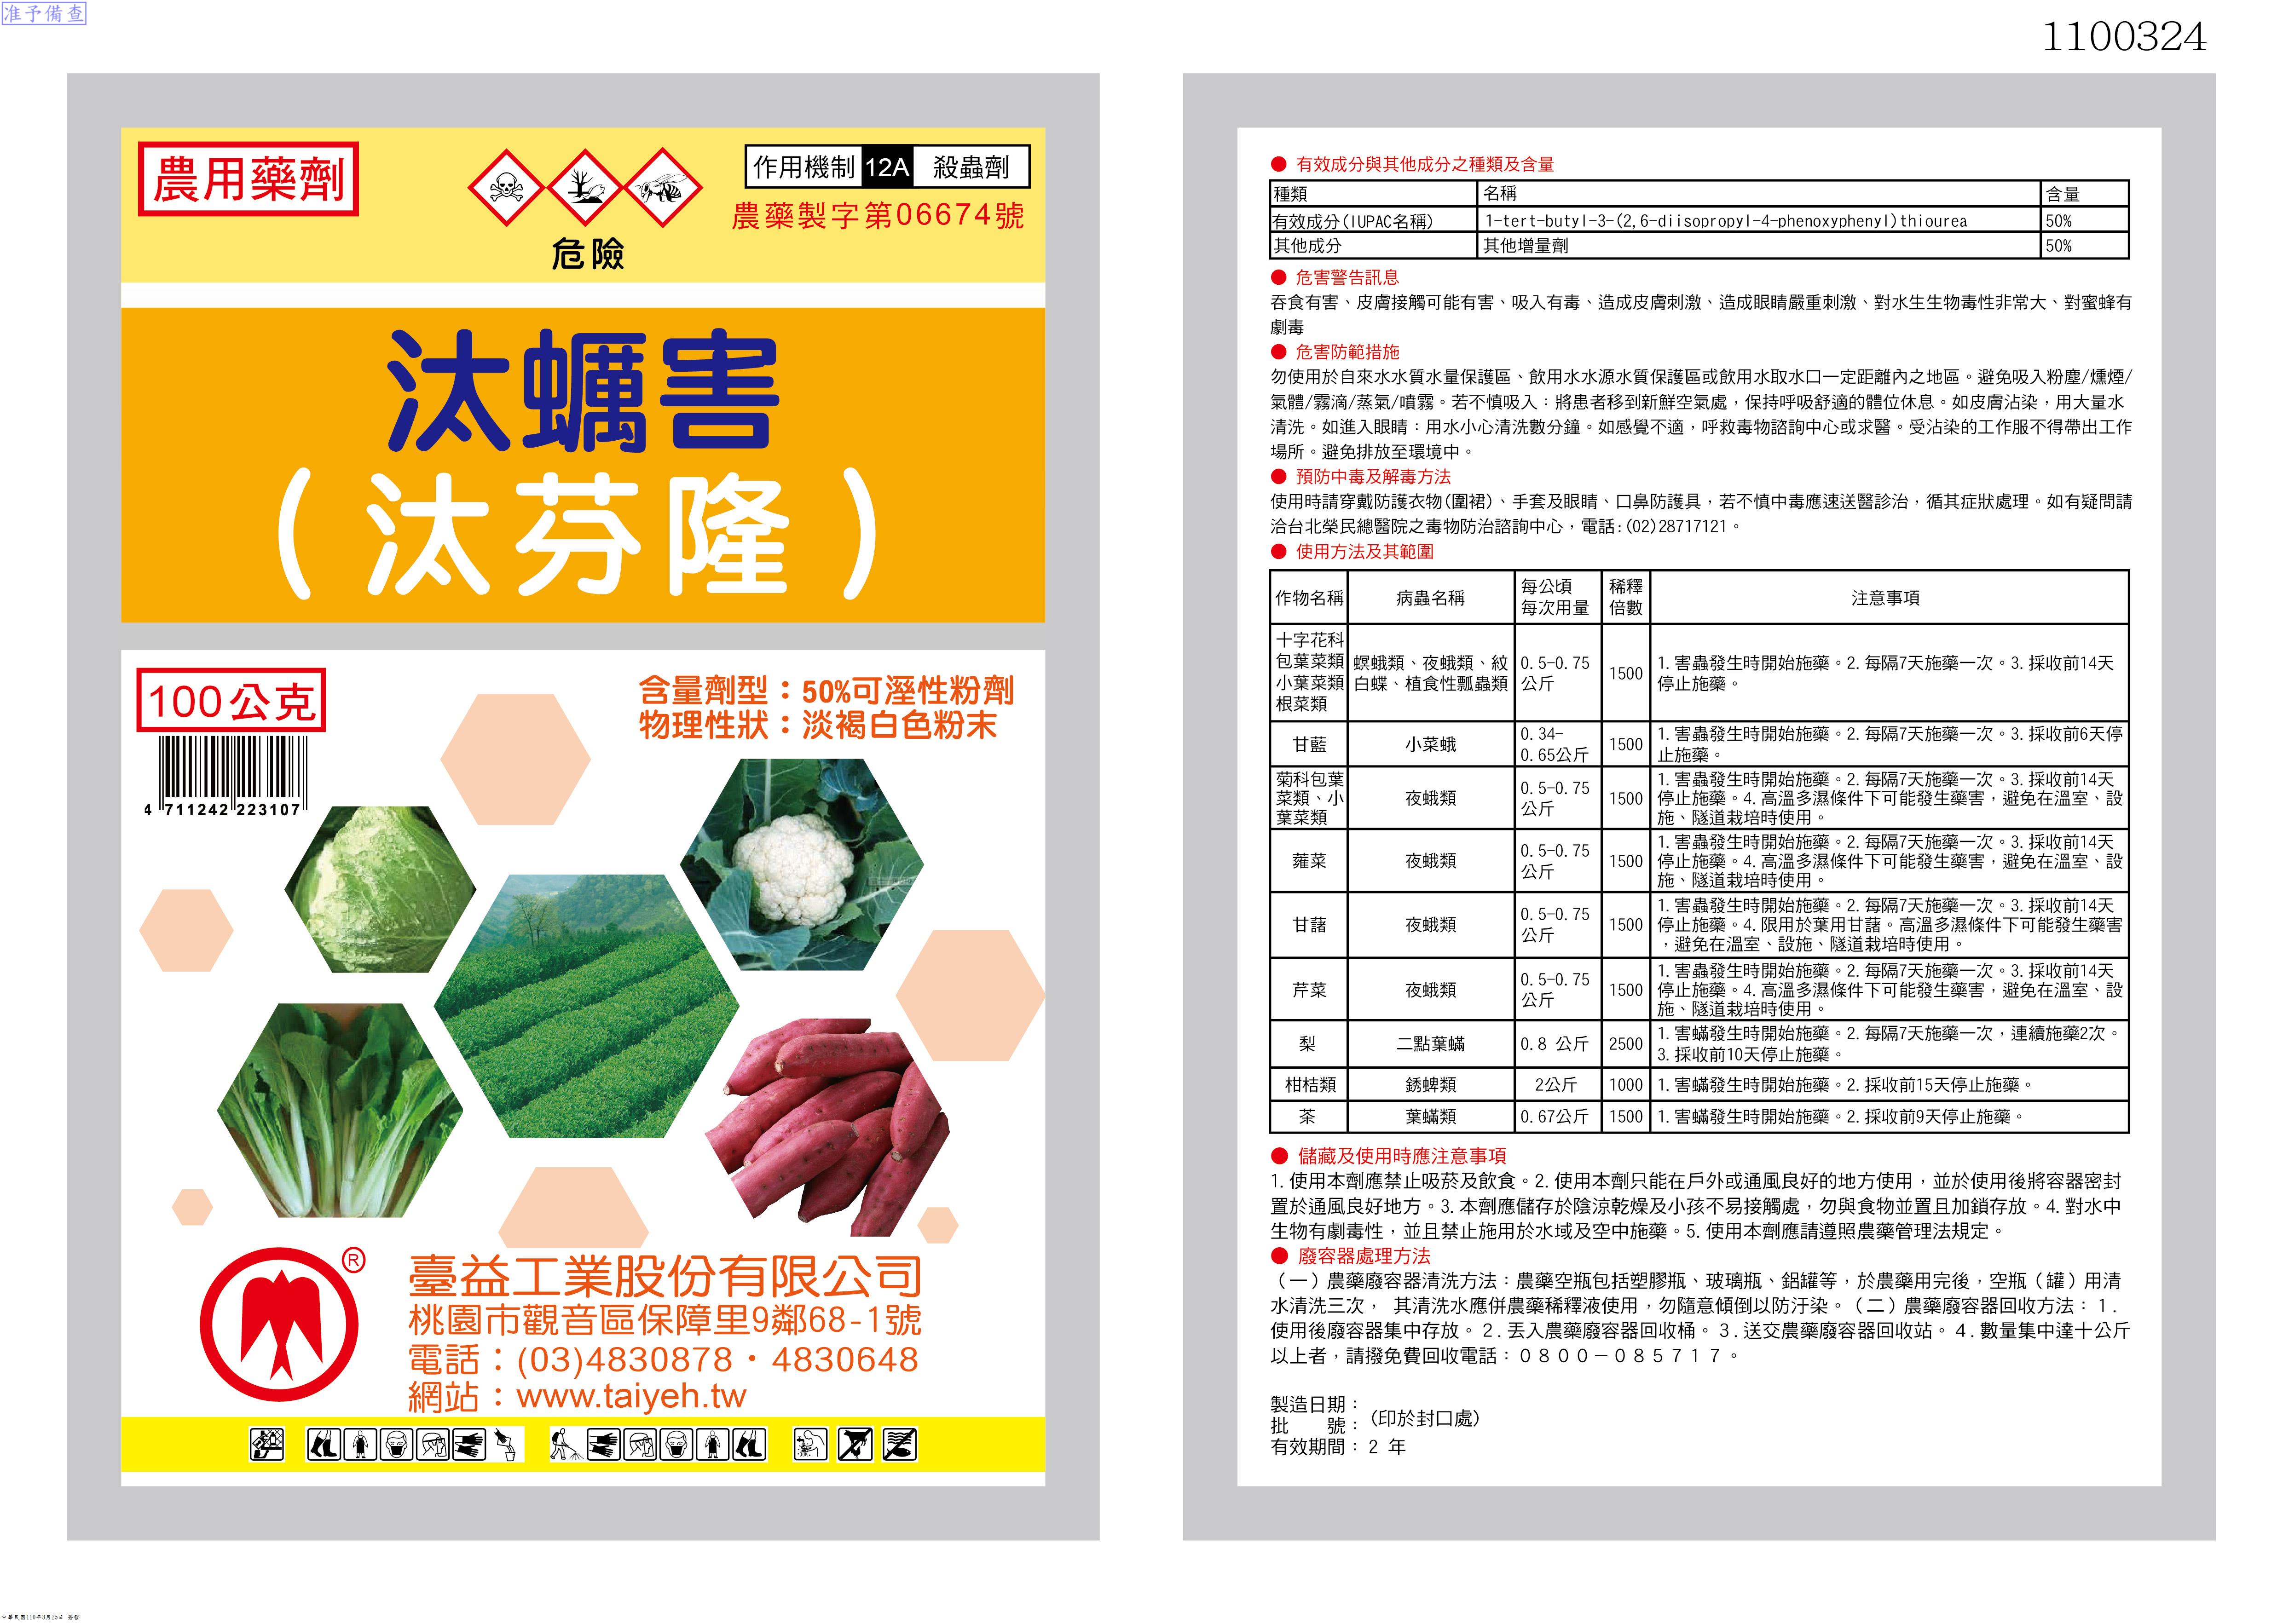 准予備查
1100324
農用藥劑
作用機制 12A 殺蟲劑
農藥製字第06674號
危險
汰蠣害
(汰芬隆)
100公克
含量劑型：50%可溼性粉劑
物理性狀：淡褐白色粉末
4 711242 223107
®
臺益工業股份有限公司
桃園市觀音區保障里9鄰68-1號
電話：(03)4830878・4830648
網站：www.taiyeh.tw
● 有效成分與其他成分之種類及含量
種類 名稱 含量
有效成分(IUPAC名稱) 1-tert-butyl-3-(2,6-diisopropyl-4-phenoxyphenyl)thiourea 50%
其他成分 其他增量劑 50%
● 危害警告訊息
吞食有害、皮膚接觸可能有害、吸入有毒、造成皮膚刺激、造成眼睛嚴重刺激、對水生生物毒性非常大、對蜜蜂有
劇毒
● 危害防範措施
勿使用於自來水水質水量保護區、飲用水水源水質保護區或飲用水取水口一定距離內之地區。避免吸入粉塵/燻煙/
氣體/霧滴/蒸氣/噴霧。若不慎吸入：將患者移到新鮮空氣處，保持呼吸舒適的體位休息。如皮膚沾染，用大量水
清洗。如進入眼睛：用水小心清洗數分鐘。如感覺不適，呼救毒物諮詢中心或求醫。受沾染的工作服不得帶出工作
場所。避免排放至環境中。
● 預防中毒及解毒方法
使用時請穿戴防護衣物(圍裙)、手套及眼睛、口鼻防護具，若不慎中毒應速送醫診治，循其症狀處理。如有疑問請
洽台北榮民總醫院之毒物防治諮詢中心，電話:(02)28717121。
● 使用方法及其範圍
作物名稱 病蟲名稱 每公頃 稀釋 注意事項
每次用量 倍數
十字花科
包葉菜類 螟蛾類、夜蛾類、紋 0.5-0.75 1500 1.害蟲發生時開始施藥。2.每隔7天施藥一次。3.採收前14天
小葉菜類 白蝶、植食性瓢蟲類 公斤 停止施藥。
根菜類
甘藍 小菜蛾 0.34- 1500 1.害蟲發生時開始施藥。2.每隔7天施藥一次。3.採收前6天停
0.65公斤 止施藥。
菊科包葉 1.害蟲發生時開始施藥。2.每隔7天施藥一次。3.採收前14天
菜類、小 夜蛾類 0.5-0.75 1500 停止施藥。4.高溫多濕條件下可能發生藥害，避免在溫室、設
葉菜類 公斤 施、隧道栽培時使用。
1.害蟲發生時開始施藥。2.每隔7天施藥一次。3.採收前14天
蕹菜 夜蛾類 0.5-0.75 1500 停止施藥。4.高溫多濕條件下可能發生藥害，避免在溫室、設
公斤 施、隧道栽培時使用。
1.害蟲發生時開始施藥。2.每隔7天施藥一次。3.採收前14天
甘藷 夜蛾類 0.5-0.75 1500 停止施藥。4.限用於葉用甘藷。高溫多濕條件下可能發生藥害
公斤 ，避免在溫室、設施、隧道栽培時使用。
1.害蟲發生時開始施藥。2.每隔7天施藥一次。3.採收前14天
芹菜 夜蛾類 0.5-0.75 1500 停止施藥。4.高溫多濕條件下可能發生藥害，避免在溫室、設
公斤 施、隧道栽培時使用。
梨 二點葉蟎 0.8 公斤 2500 1.害蟎發生時開始施藥。2.每隔7天施藥一次，連續施藥2次。
3.採收前10天停止施藥。
柑桔類 銹蜱類 2公斤 1000 1.害蟎發生時開始施藥。2.採收前15天停止施藥。
茶 葉蟎類 0.67公斤 1500 1.害蟎發生時開始施藥。2.採收前9天停止施藥。
● 儲藏及使用時應注意事項
1.使用本劑應禁止吸菸及飲食。2.使用本劑只能在戶外或通風良好的地方使用，並於使用後將容器密封
置於通風良好地方。3.本劑應儲存於陰涼乾燥及小孩不易接觸處，勿與食物並置且加鎖存放。4.對水中
生物有劇毒性，並且禁止施用於水域及空中施藥。5.使用本劑應請遵照農藥管理法規定。
● 廢容器處理方法
（一）農藥廢容器清洗方法：農藥空瓶包括塑膠瓶、玻璃瓶、鋁罐等，於農藥用完後，空瓶（罐）用清
水清洗三次， 其清洗水應併農藥稀釋液使用，勿隨意傾倒以防汙染。（二）農藥廢容器回收方法：1.
使用後廢容器集中存放。2.丟入農藥廢容器回收桶。3.送交農藥廢容器回收站。4.數量集中達十公斤
以上者，請撥免費回收電話：０８００－０８５７１７。
製造日期：
批　　號：(印於封口處)
有效期間：2 年
中華民國110年3月25日 簽發